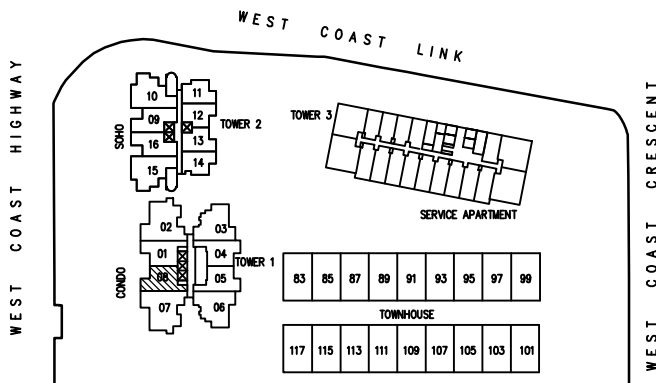 WEST COAST LINK
WEST COAST HIGHWAY
WEST COAST CRESCENT
10 11
09 12
SOHO
TOWER 2
16 13
15 14
TOWER 3
SERVICE APARTMENT
02 03
01 04
TOWER 1
CONDO
08 05
07 06
83 85 87 89 91 93 95 97 99
TOWNHOUSE
117 115 113 111 109 107 105 103 101